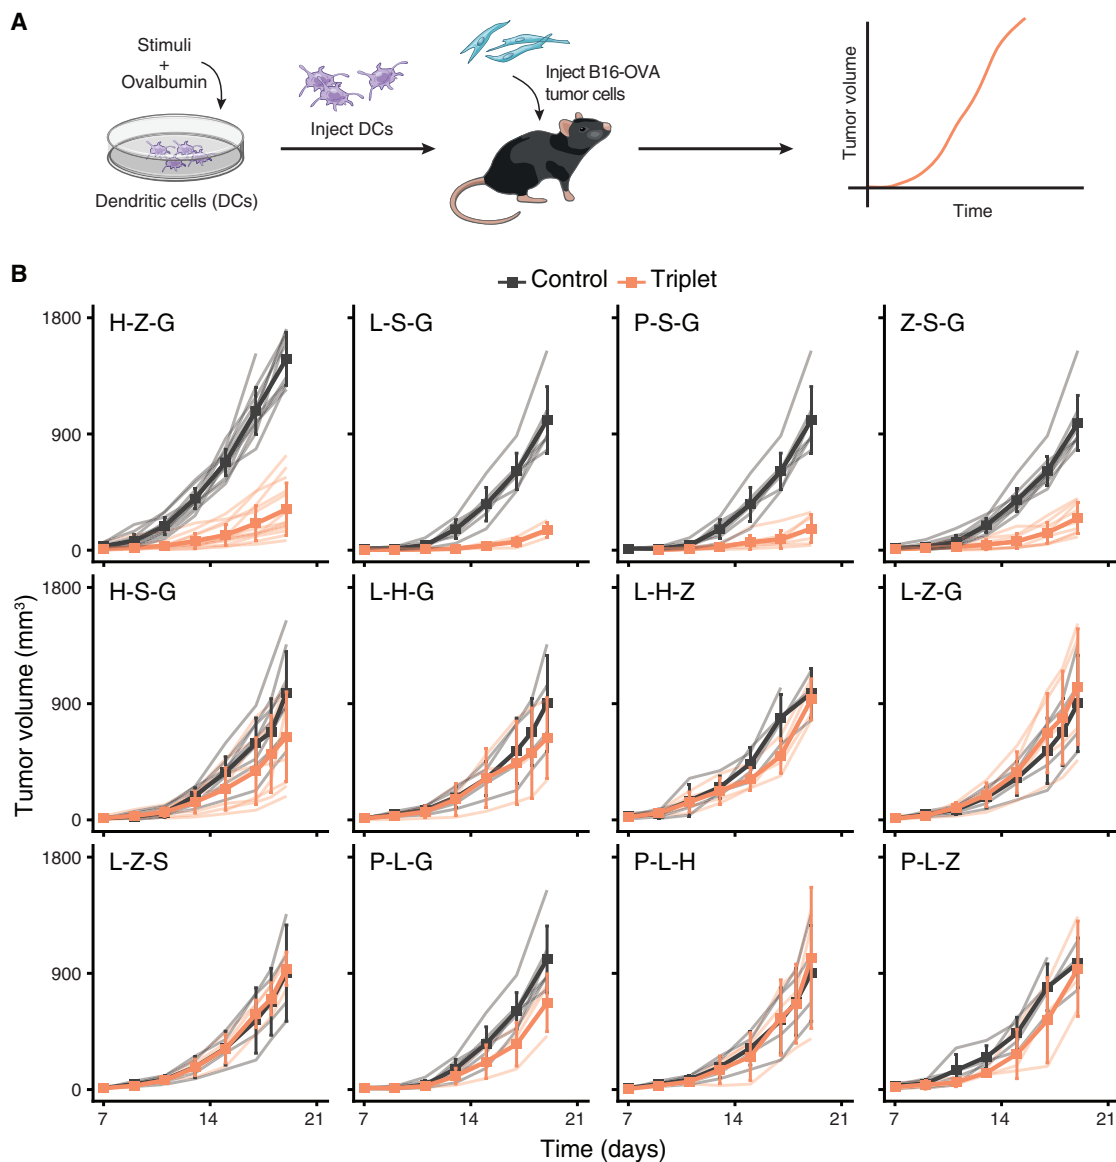 A
Stimuli
+
Ovalbumin
Dendritic cells (DCs)
Inject DCs
Inject B16-OVA
tumor cells
Tumor volume
Time
B
Control Triplet
H-Z-G
L-S-G
P-S-G
Z-S-G
1800
900
0
H-S-G
L-H-G
L-H-Z
L-Z-G
1800
900
0
L-Z-S
P-L-G
P-L-H
P-L-Z
1800
900
0
7 14 21
7 14 21
7 14 21
7 14 21
Tumor volume (mm³)
Time (days)